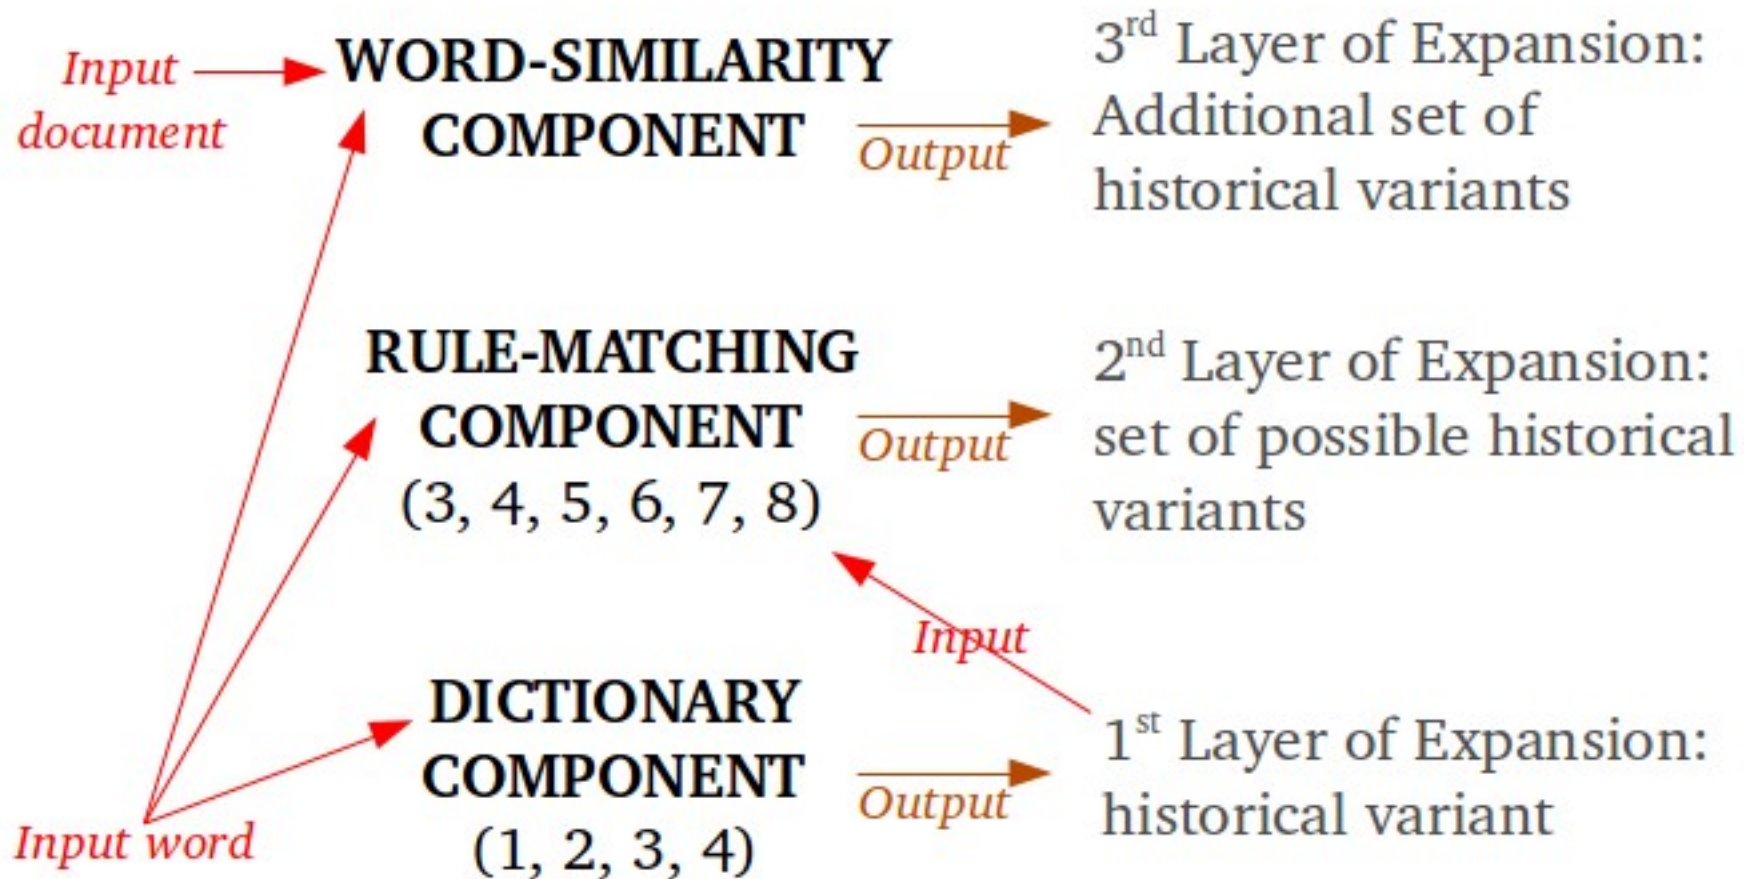 Input
document
WORD-SIMILARITY
COMPONENT
Output
3rd Layer of Expansion:
Additional set of
historical variants
RULE-MATCHING
COMPONENT
(3, 4, 5, 6, 7, 8)
Output
2nd Layer of Expansion:
set of possible historical
variants
Input
DICTIONARY
COMPONENT
(1, 2, 3, 4)
Output
1st Layer of Expansion:
historical variant
Input word